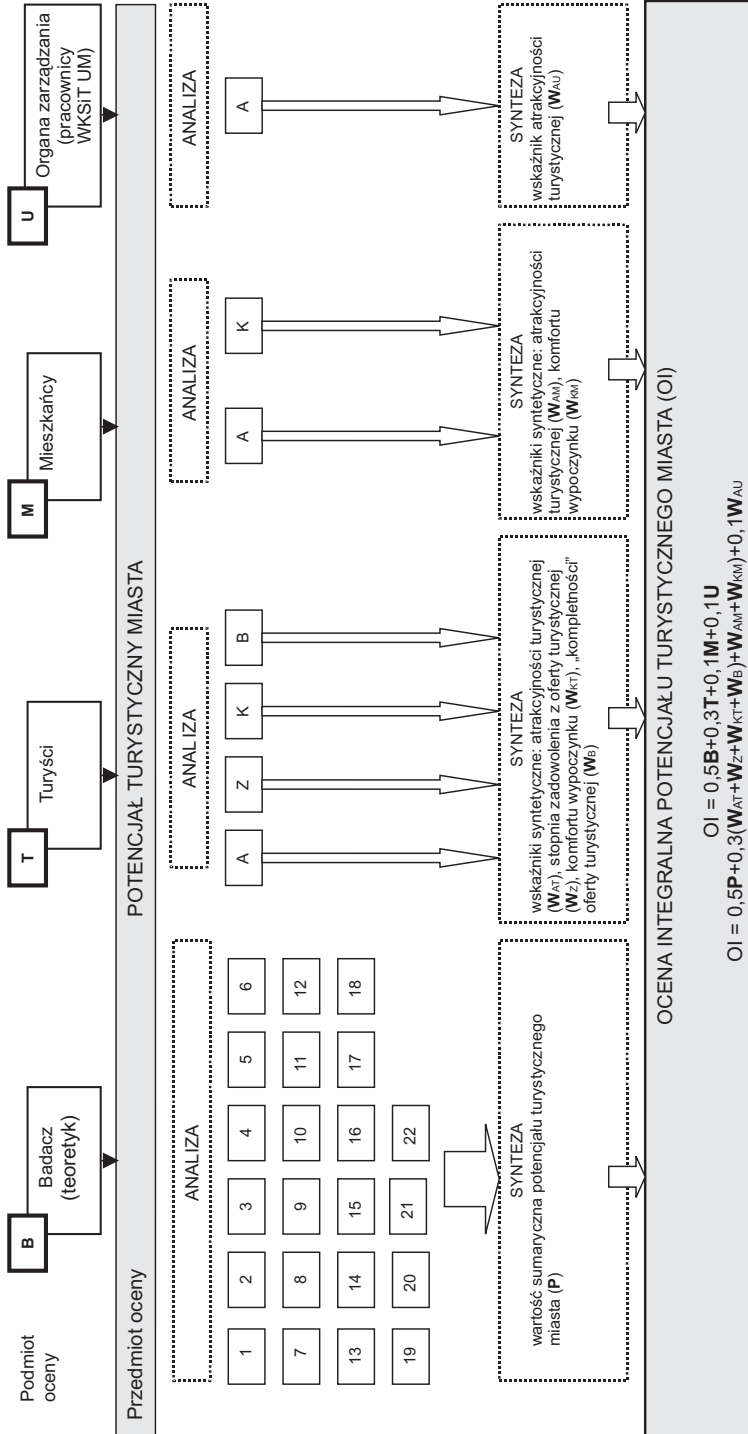 Podmiot
oceny
B
Badacz
(teoretyk)
T
Turyści
M
Mieszkańcy
U
Organa zarządzania
(pracownicy
WKSiT UM)
Przedmiot oceny
POTENCJAŁ TURYSTYCZNY MIASTA
ANALIZA
1 2 3 4 5 6
7 8 9 10 11 12
13 14 15 16 17 18
19 20 21 22
ANALIZA
A Z K B
ANALIZA
A K
ANALIZA
A
SYNTEZA
wartość sumaryczna potencjału turystycznego
miasta (P)
SYNTEZA
wskaźniki syntetyczne: atrakcyjności turystycznej
(WAT), stopnia zadowolenia z oferty turystycznej
(WZ), komfortu wypoczynku (WKT), „kompletności”
oferty turystycznej (WB)
SYNTEZA
wskaźniki syntetyczne: atrakcyjności
turystycznej (WAM), komfortu
wypoczynku (WKM)
SYNTEZA
wskaźnik atrakcyjności
turystycznej (WAU)
OCENA INTEGRALNA POTENCJAŁU TURYSTYCZNEGO MIASTA (OI)
OI = 0,5B+0,3T+0,1M+0,1U
OI = 0,5P+0,3(WAT+WZ+WKT+WB)+WAM+WKM)+0,1WAU